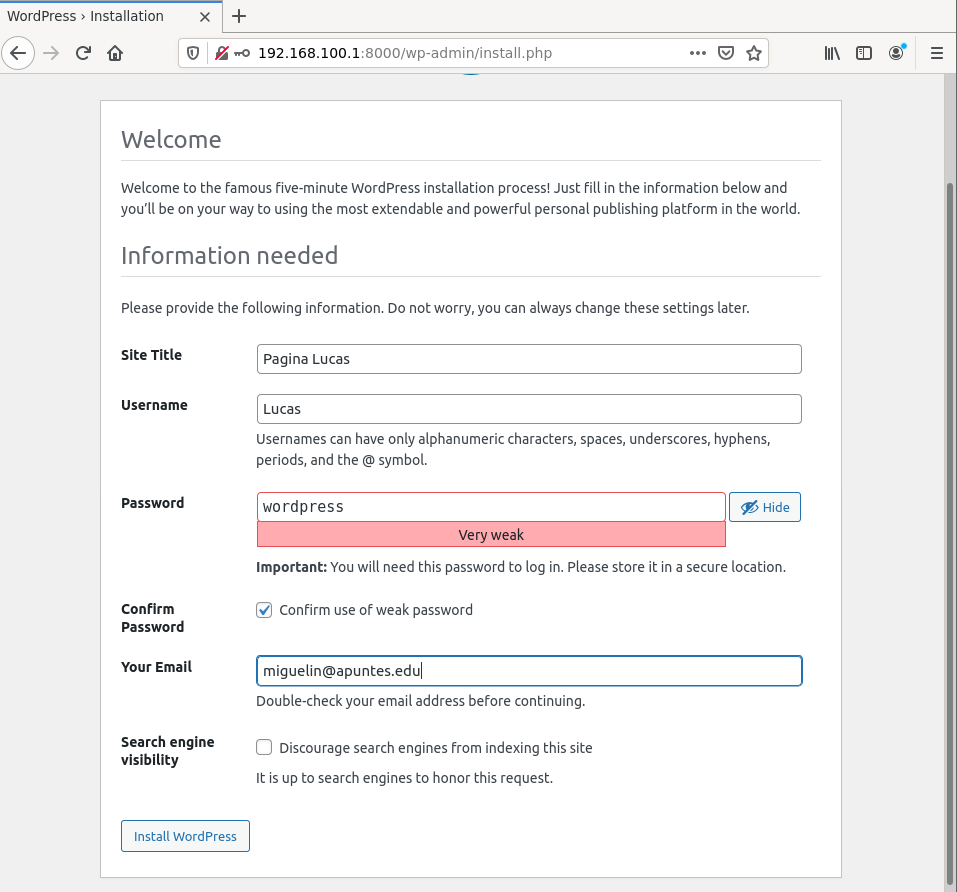 WordPress › Installation
192.168.100.1:8000/wp-admin/install.php
Welcome
Welcome to the famous five-minute WordPress installation process! Just fill in the information below and
you’ll be on your way to using the most extendable and powerful personal publishing platform in the world.
Information needed
Please provide the following information. Do not worry, you can always change these settings later.
Site Title
Pagina Lucas
Username
Lucas
Usernames can have only alphanumeric characters, spaces, underscores, hyphens,
periods, and the @ symbol.
Password
wordpress
Hide
Very weak
Important: You will need this password to log in. Please store it in a secure location.
Confirm
Password
Confirm use of weak password
Your Email
miguelin@apuntes.edu
Double-check your email address before continuing.
Search engine
visibility
Discourage search engines from indexing this site
It is up to search engines to honor this request.
Install WordPress